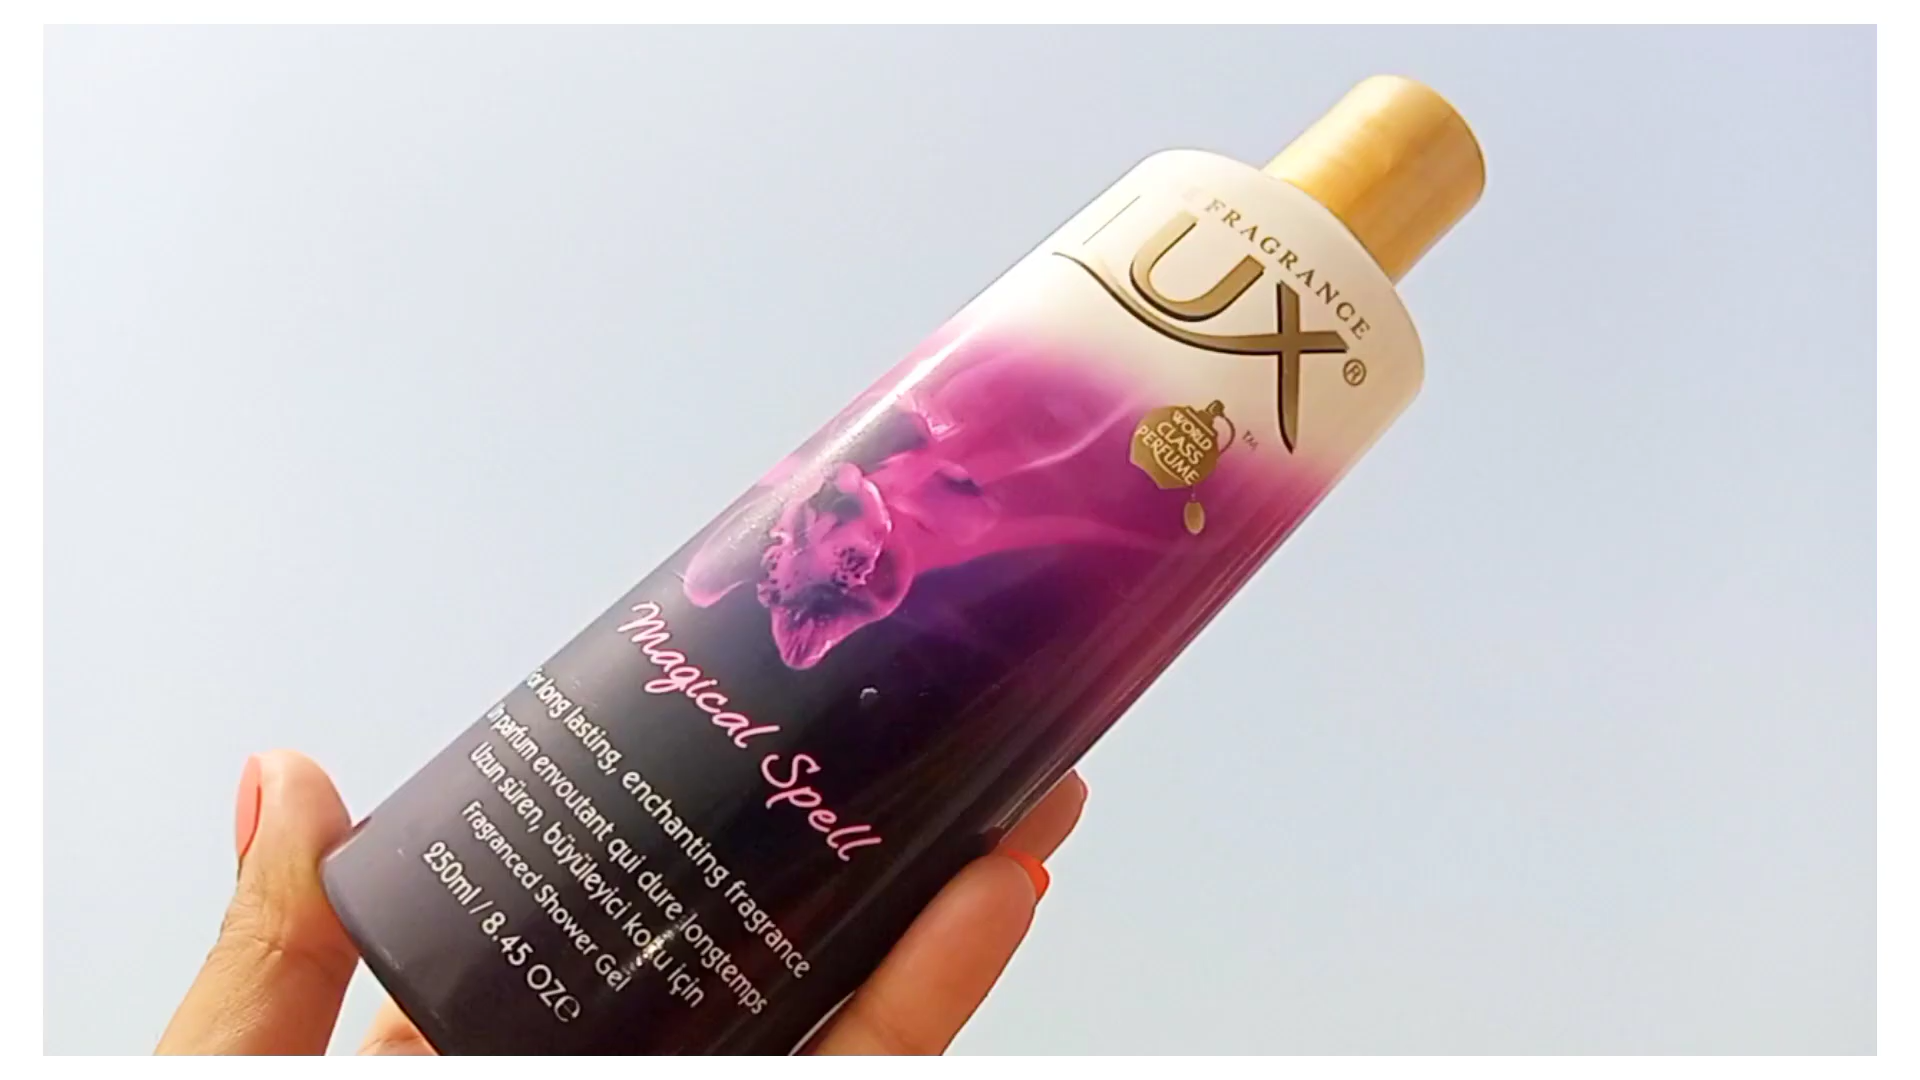 FRAGRANCE
LUX®
WORLD
CLASS
PERFUME
™
Magical Spell
for long lasting, enchanting fragrance
Un parfum envoutant qui dure longtemps
Uzun süren, büyüleyici koku için
Fragranced Shower Gel
250ml / 8.45 OZ℮